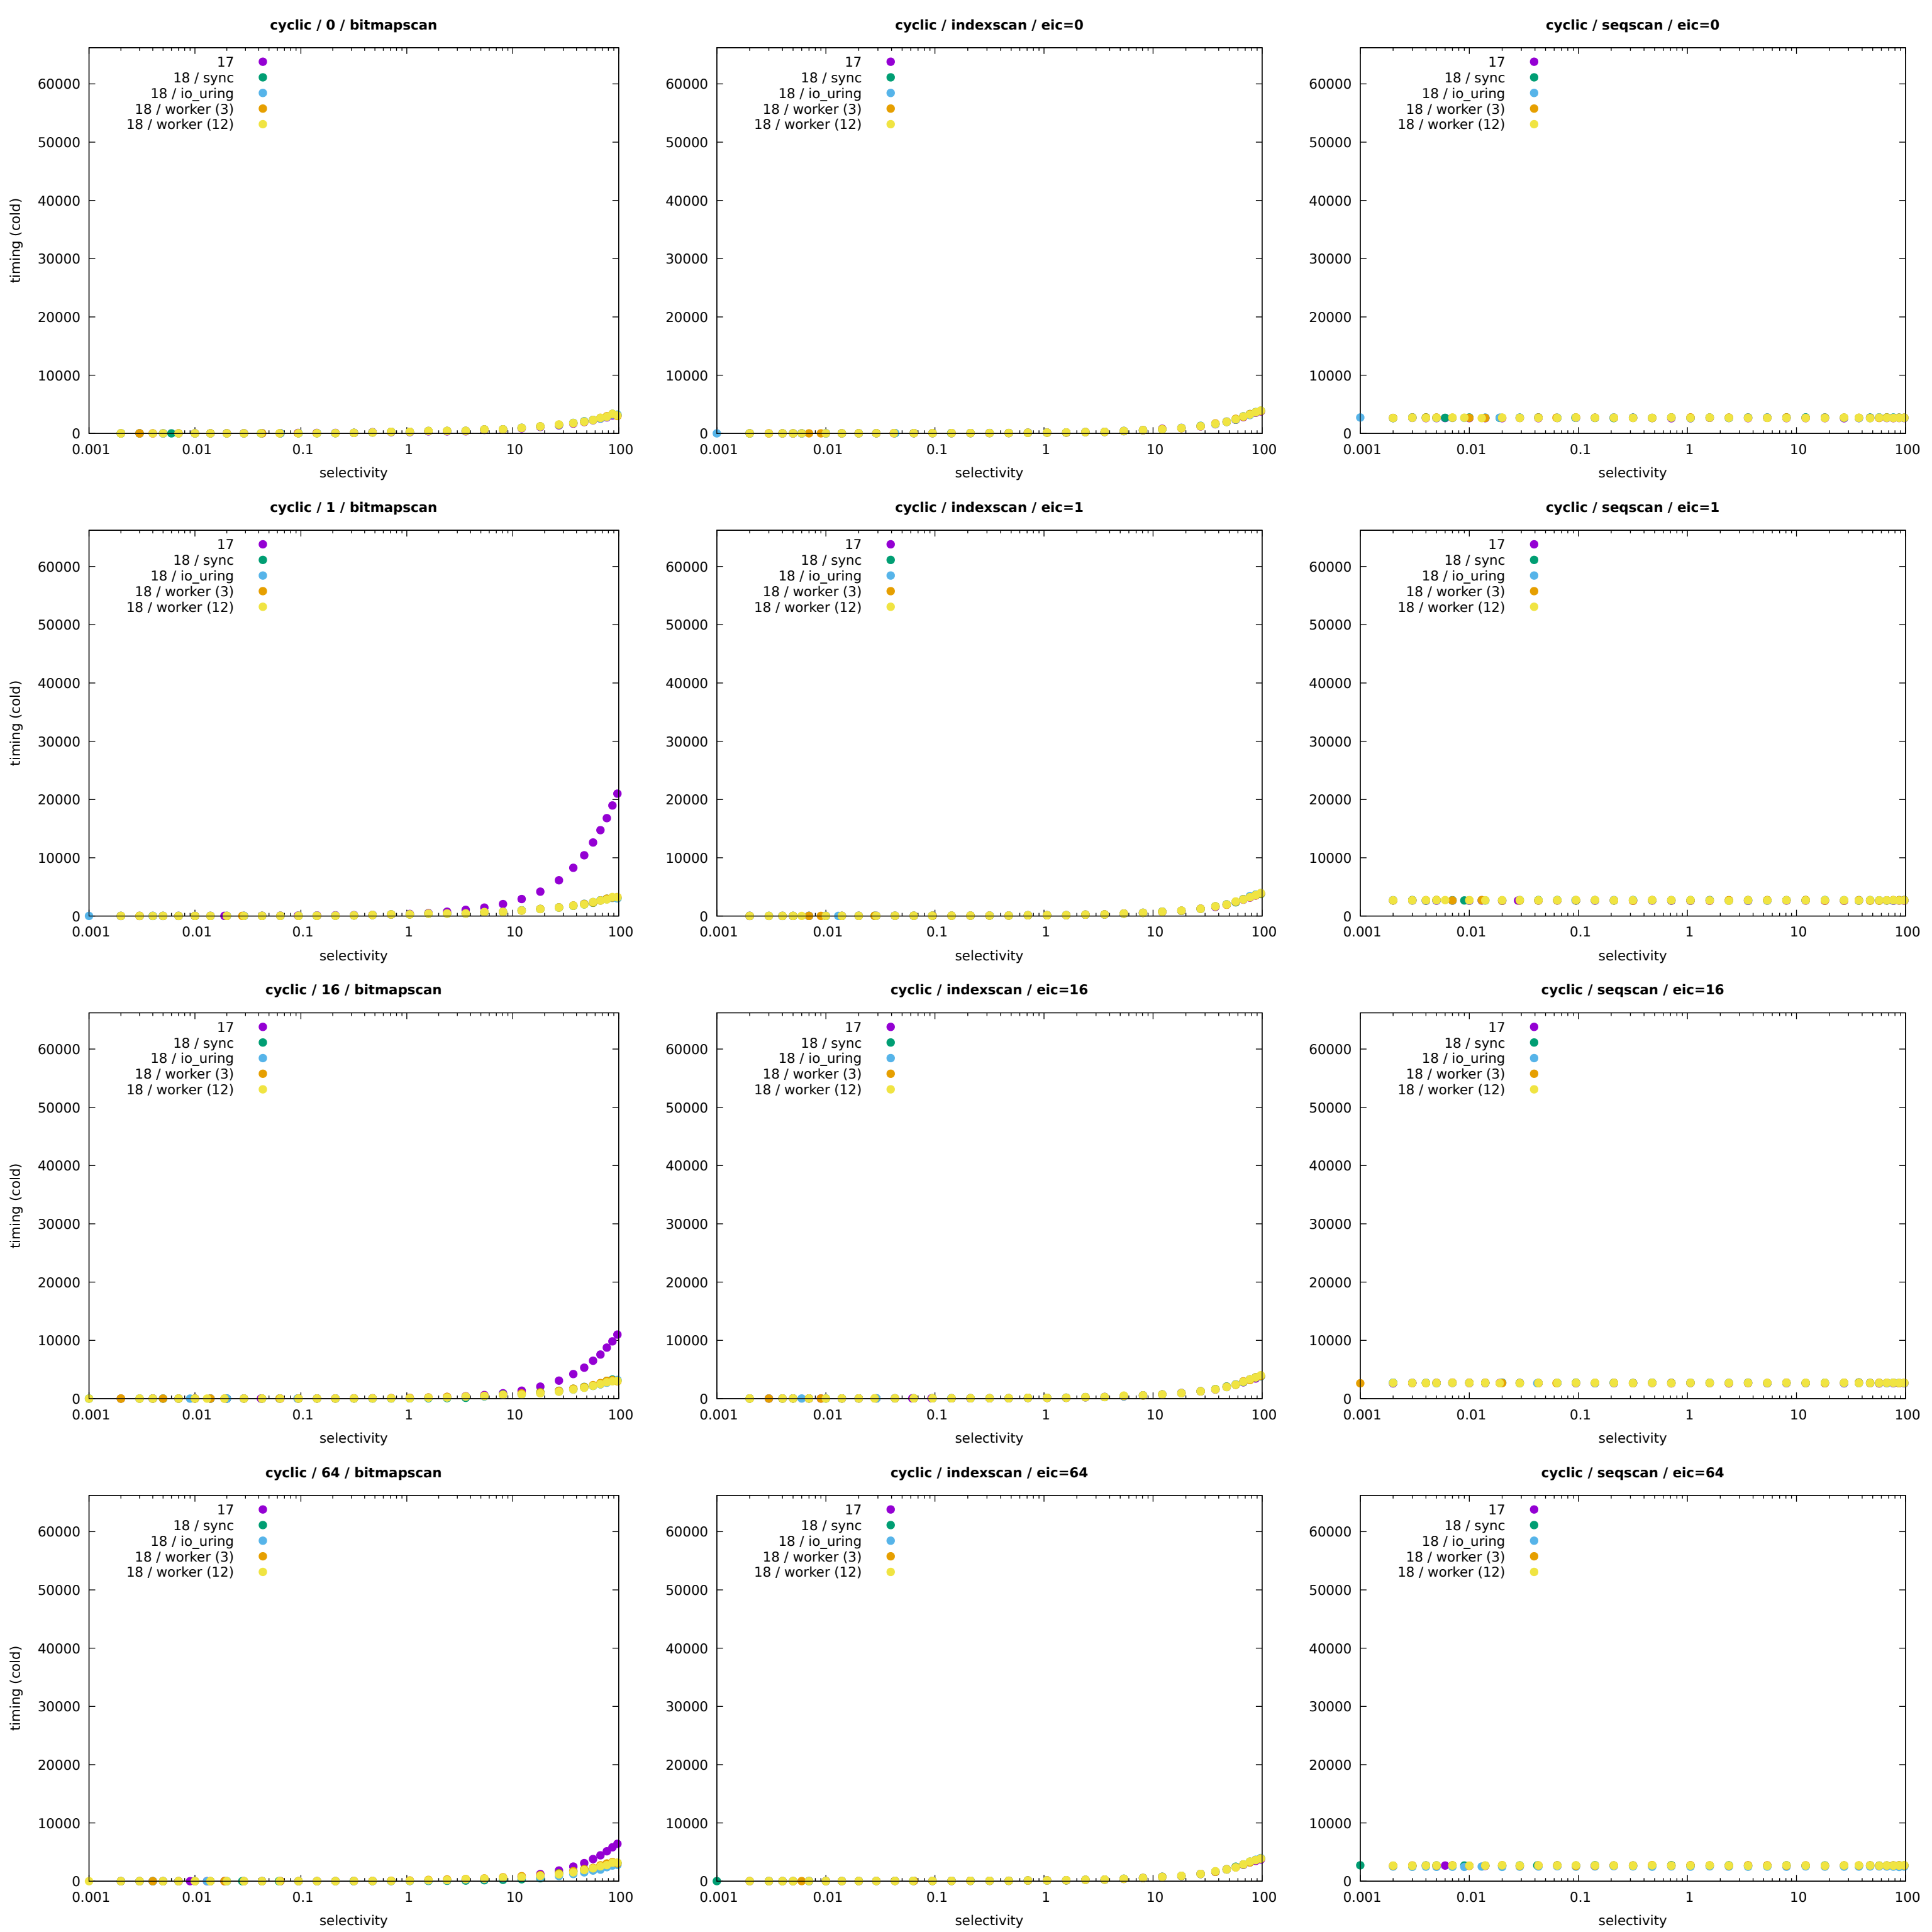 cyclic / 0 / bitmapscan
60000
50000
40000
30000
20000
10000
0
timing (cold)
17
18 / sync
18 / io_uring
18 / worker (3)
18 / worker (12)
0.001 0.01 0.1 1 10 100
selectivity
cyclic / indexscan / eic=0
60000
50000
40000
30000
20000
10000
0
17
18 / sync
18 / io_uring
18 / worker (3)
18 / worker (12)
0.001 0.01 0.1 1 10 100
selectivity
cyclic / seqscan / eic=0
60000
50000
40000
30000
20000
10000
0
17
18 / sync
18 / io_uring
18 / worker (3)
18 / worker (12)
0.001 0.01 0.1 1 10 100
selectivity
cyclic / 1 / bitmapscan
60000
50000
40000
30000
20000
10000
0
timing (cold)
17
18 / sync
18 / io_uring
18 / worker (3)
18 / worker (12)
0.001 0.01 0.1 1 10 100
selectivity
cyclic / indexscan / eic=1
60000
50000
40000
30000
20000
10000
0
17
18 / sync
18 / io_uring
18 / worker (3)
18 / worker (12)
0.001 0.01 0.1 1 10 100
selectivity
cyclic / seqscan / eic=1
60000
50000
40000
30000
20000
10000
0
17
18 / sync
18 / io_uring
18 / worker (3)
18 / worker (12)
0.001 0.01 0.1 1 10 100
selectivity
cyclic / 16 / bitmapscan
60000
50000
40000
30000
20000
10000
0
timing (cold)
17
18 / sync
18 / io_uring
18 / worker (3)
18 / worker (12)
0.001 0.01 0.1 1 10 100
selectivity
cyclic / indexscan / eic=16
60000
50000
40000
30000
20000
10000
0
17
18 / sync
18 / io_uring
18 / worker (3)
18 / worker (12)
0.001 0.01 0.1 1 10 100
selectivity
cyclic / seqscan / eic=16
60000
50000
40000
30000
20000
10000
0
17
18 / sync
18 / io_uring
18 / worker (3)
18 / worker (12)
0.001 0.01 0.1 1 10 100
selectivity
cyclic / 64 / bitmapscan
60000
50000
40000
30000
20000
10000
0
timing (cold)
17
18 / sync
18 / io_uring
18 / worker (3)
18 / worker (12)
0.001 0.01 0.1 1 10 100
selectivity
cyclic / indexscan / eic=64
60000
50000
40000
30000
20000
10000
0
17
18 / sync
18 / io_uring
18 / worker (3)
18 / worker (12)
0.001 0.01 0.1 1 10 100
selectivity
cyclic / seqscan / eic=64
60000
50000
40000
30000
20000
10000
0
17
18 / sync
18 / io_uring
18 / worker (3)
18 / worker (12)
0.001 0.01 0.1 1 10 100
selectivity